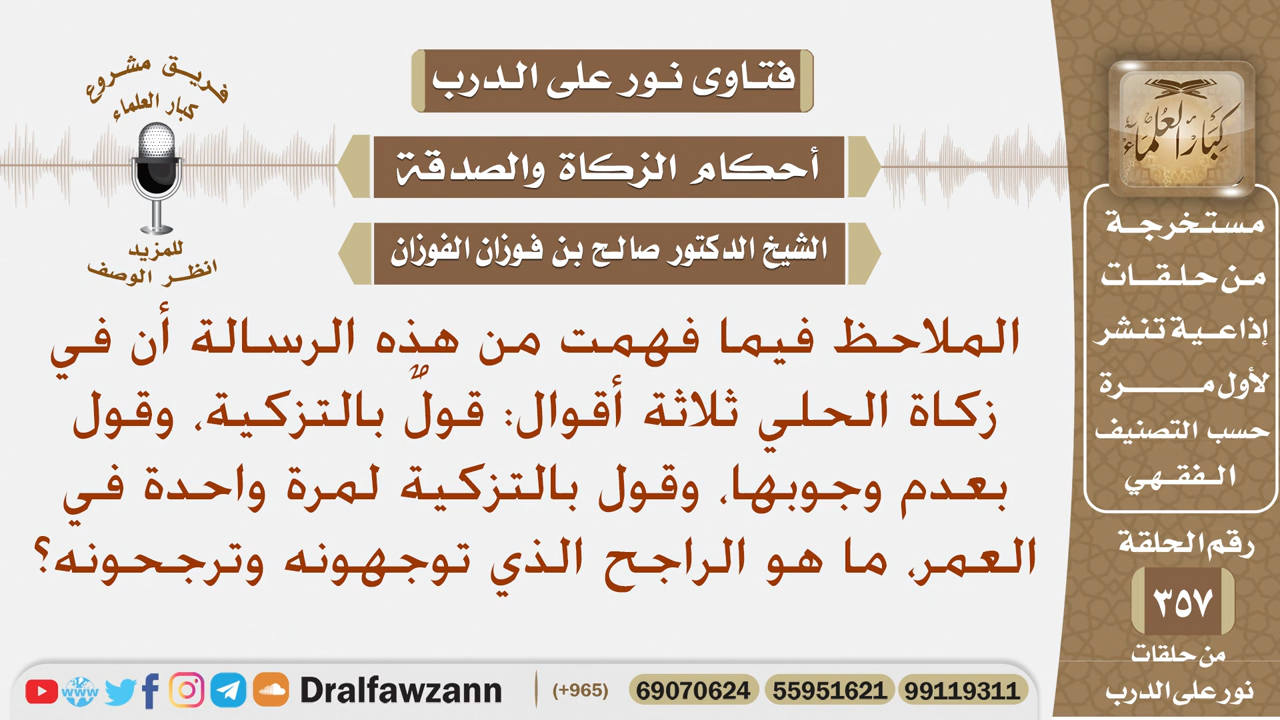 فتاوى نور على الدرب
أحكام الزكاة والصدقة
الشيخ الدكتور صالح بن فوزان الفوزان
الملاحظ فيما فهمت من هذه الرسالة أن في
زكاة الحلي ثلاثة أقوال: قولٌ بالتزكية، وقول
بعدم وجوبها، وقول بالتزكية لمرة واحدة في
العمر، ما هو الراجح الذي توجهونه وترجحونه؟
فريق مشروع
كبار العلماء
للمزيد
انظر الوصف
كبار العلماء
مستخرجة
من حلقات
إذاعية تنشر
لأول مرة
حسب التصنيف
الفقهي
رقم الحلقة
٣٥٧
من حلقات
نور على الدرب
www Dralfawzann (+965) 69070624 55951621 99119311